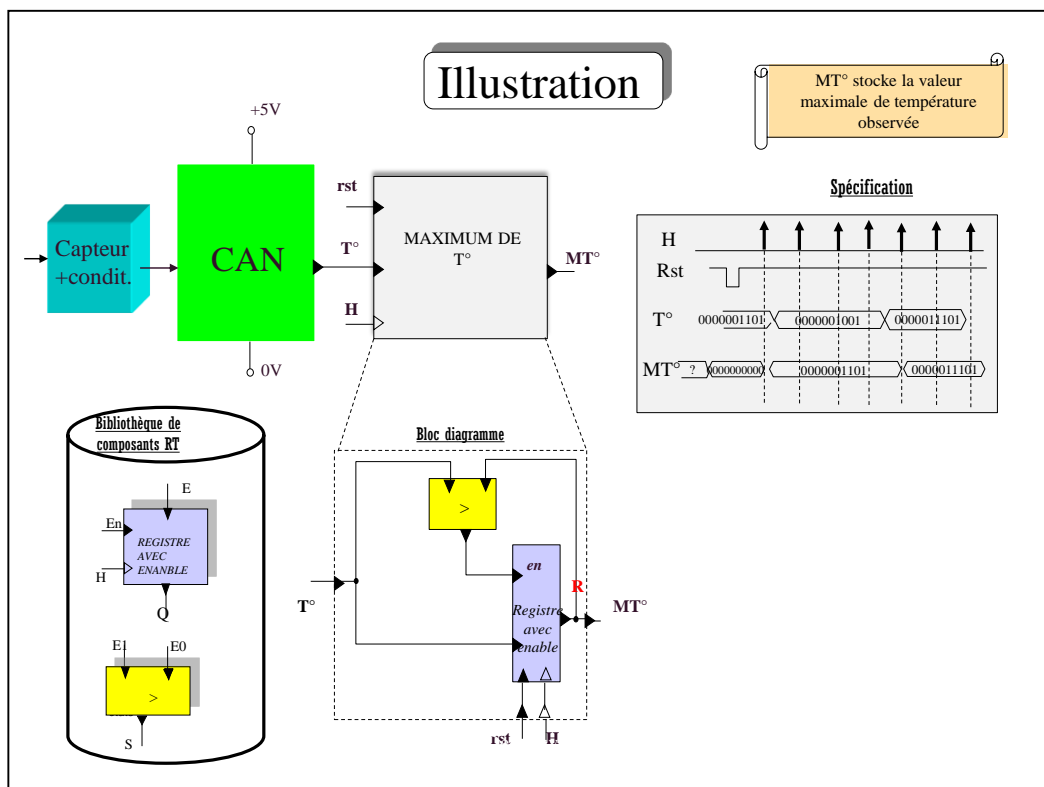 Illustration
MT° stocke la valeur
maximale de température
observée
+5V
CAN
0V
Capteur
+condit.
rst
T°
H
MAXIMUM DE
T°
MT°
Spécification
H
Rst
T°
0000001101 0000001001 0000011101
MT°
? 0000000000 0000001101 0000011101
Bibliothèque de
composants RT
E
En
H
REGISTRE
AVEC
ENANBLE
Q
E1 E0
>
S
Bloc diagramme
>
en
R
T°
Registre
avec
enable
MT°
rst H